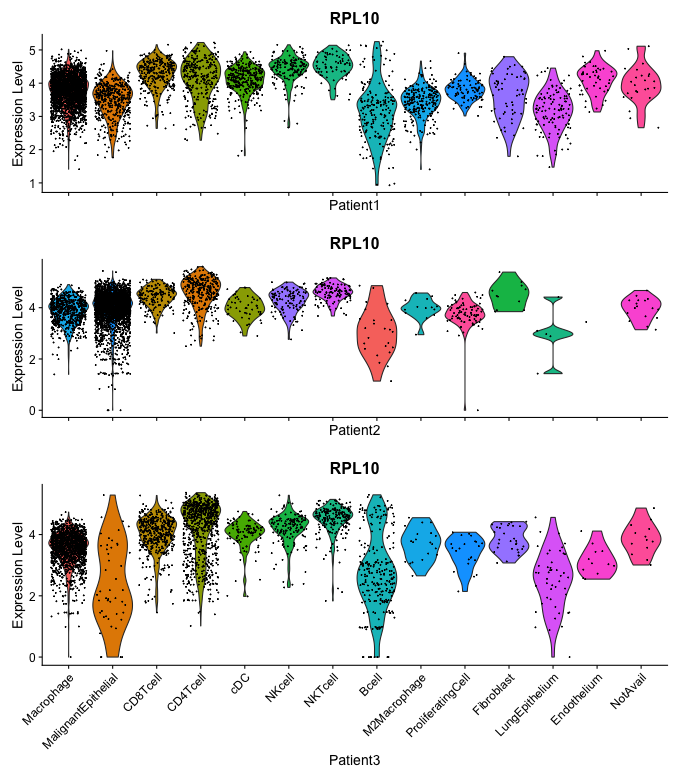 RPL10
Expression Level
5
4
3
2
1
Patient1
RPL10
Expression Level
4
2
0
Patient2
RPL10
Expression Level
4
2
0
Macrophage
MalignantEpithelial
CD8Tcell
CD4Tcell
cDC
NKcell
NKTcell
Bcell
M2Macrophage
ProliferatingCell
Fibroblast
LungEpithelium
Endothelium
NotAvail
Patient3